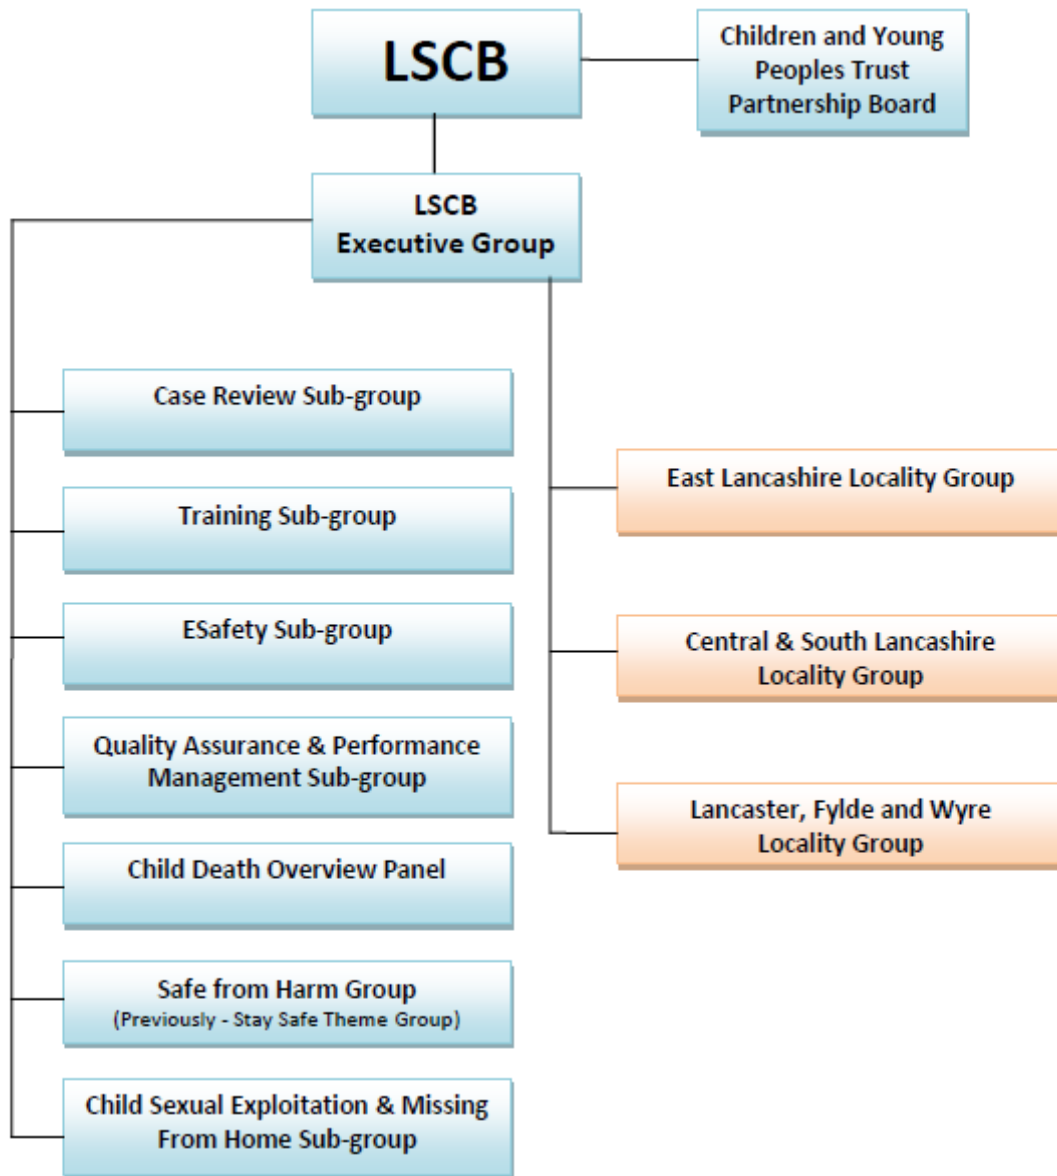 LSCB
Children and Young
Peoples Trust
Partnership Board
LSCB
Executive Group
Case Review Sub-group
Training Sub-group
ESafety Sub-group
Quality Assurance & Performance
Management Sub-group
Child Death Overview Panel
Safe from Harm Group
(Previously - Stay Safe Theme Group)
Child Sexual Exploitation & Missing
From Home Sub-group
East Lancashire Locality Group
Central & South Lancashire
Locality Group
Lancaster, Fylde and Wyre
Locality Group